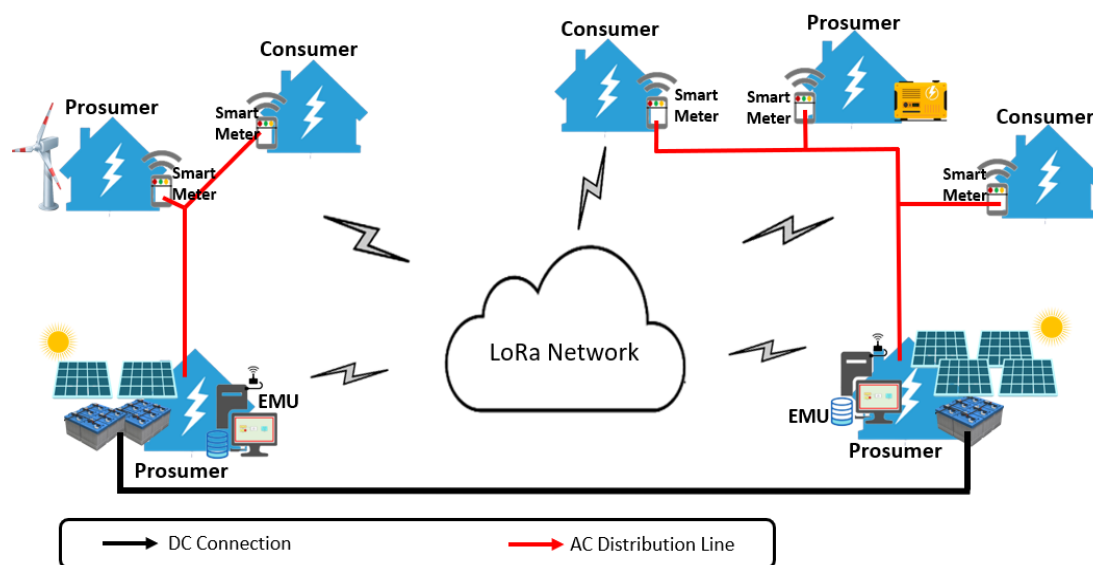 Consumer
Smart
Meter
Prosumer
Smart
Meter
Consumer
Smart
Meter
Prosumer
Smart
Meter
Consumer
Smart
Meter
LoRa Network
EMU
Prosumer
EMU
Prosumer
DC Connection
AC Distribution Line